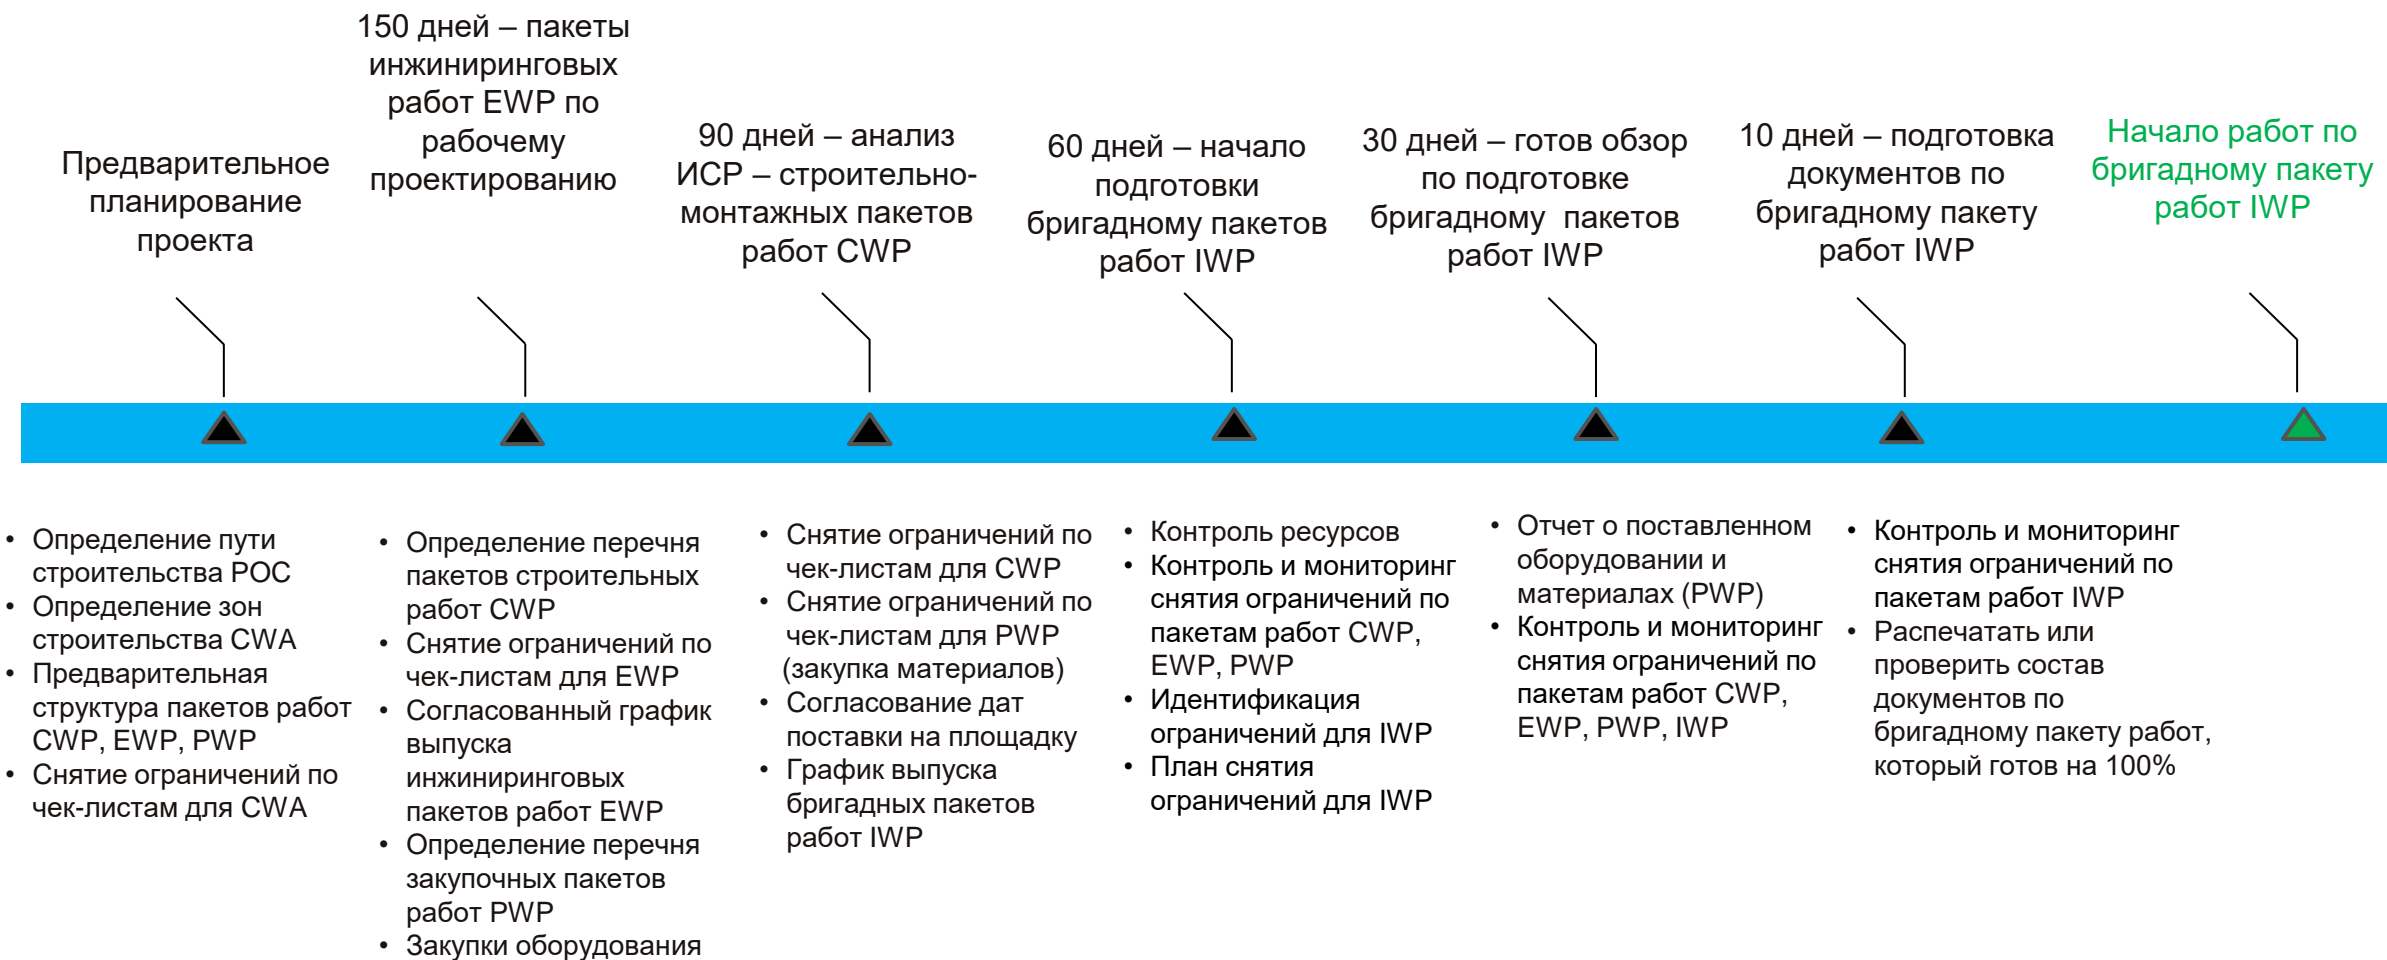 150 дней – пакеты
инжиниринговых
работ EWP по
рабочему
проектированию
Предварительное
планирование
проекта
90 дней – анализ
ИСР – строительно-
монтажных пакетов
работ CWP
60 дней – начало
подготовки
бригадному пакетов
работ IWP
30 дней – готов обзор
по подготовке
бригадному пакетов
работ IWP
10 дней – подготовка
документов по
бригадному пакету
работ IWP
Начало работ по
бригадному пакету
работ IWP
• Определение пути
строительства POC
• Определение зон
строительства CWA
• Предварительная
структура пакетов работ
CWP, EWP, PWP
• Снятие ограничений по
чек-листам для CWA
• Определение перечня
пакетов строительных
работ CWP
• Снятие ограничений по
чек-листам для EWP
• Согласованный график
выпуска
инжиниринговых
пакетов работ EWP
• Определение перечня
закупочных пакетов
работ PWP
• Закупки оборудования
• Снятие ограничений по
чек-листам для CWP
• Снятие ограничений по
чек-листам для PWP
(закупка материалов)
• Согласование дат
поставки на площадку
• График выпуска
бригадных пакетов
работ IWP
• Контроль ресурсов
• Контроль и мониторинг
снятия ограничений по
пакетам работ CWP,
EWP, PWP
• Идентификация
ограничений для IWP
• План снятия
ограничений для IWP
• Отчет о поставленном
оборудовании и
материалах (PWP)
• Контроль и мониторинг
снятия ограничений по
пакетам работ CWP,
EWP, PWP, IWP
• Контроль и мониторинг
снятия ограничений по
пакетам работ IWP
• Распечатать или
проверить состав
документов по
бригадному пакету работ,
который готов на 100%